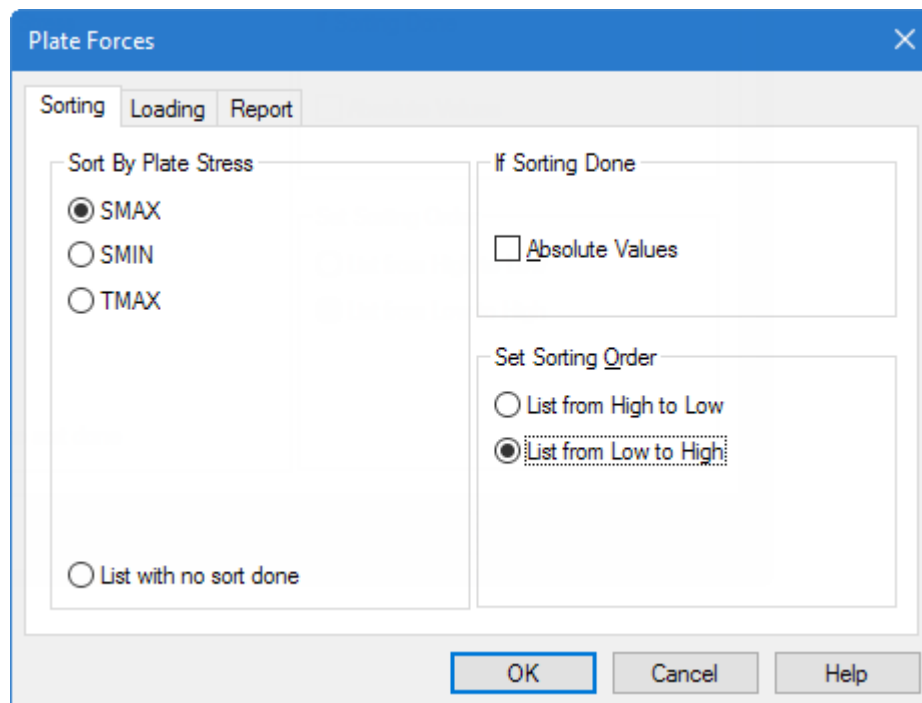 Plate Forces
Sorting Loading Report
Sort By Plate Stress
SMAX
SMIN
TMAX
List with no sort done
If Sorting Done
Absolute Values
Set Sorting Order
List from High to Low
List from Low to High
OK Cancel Help